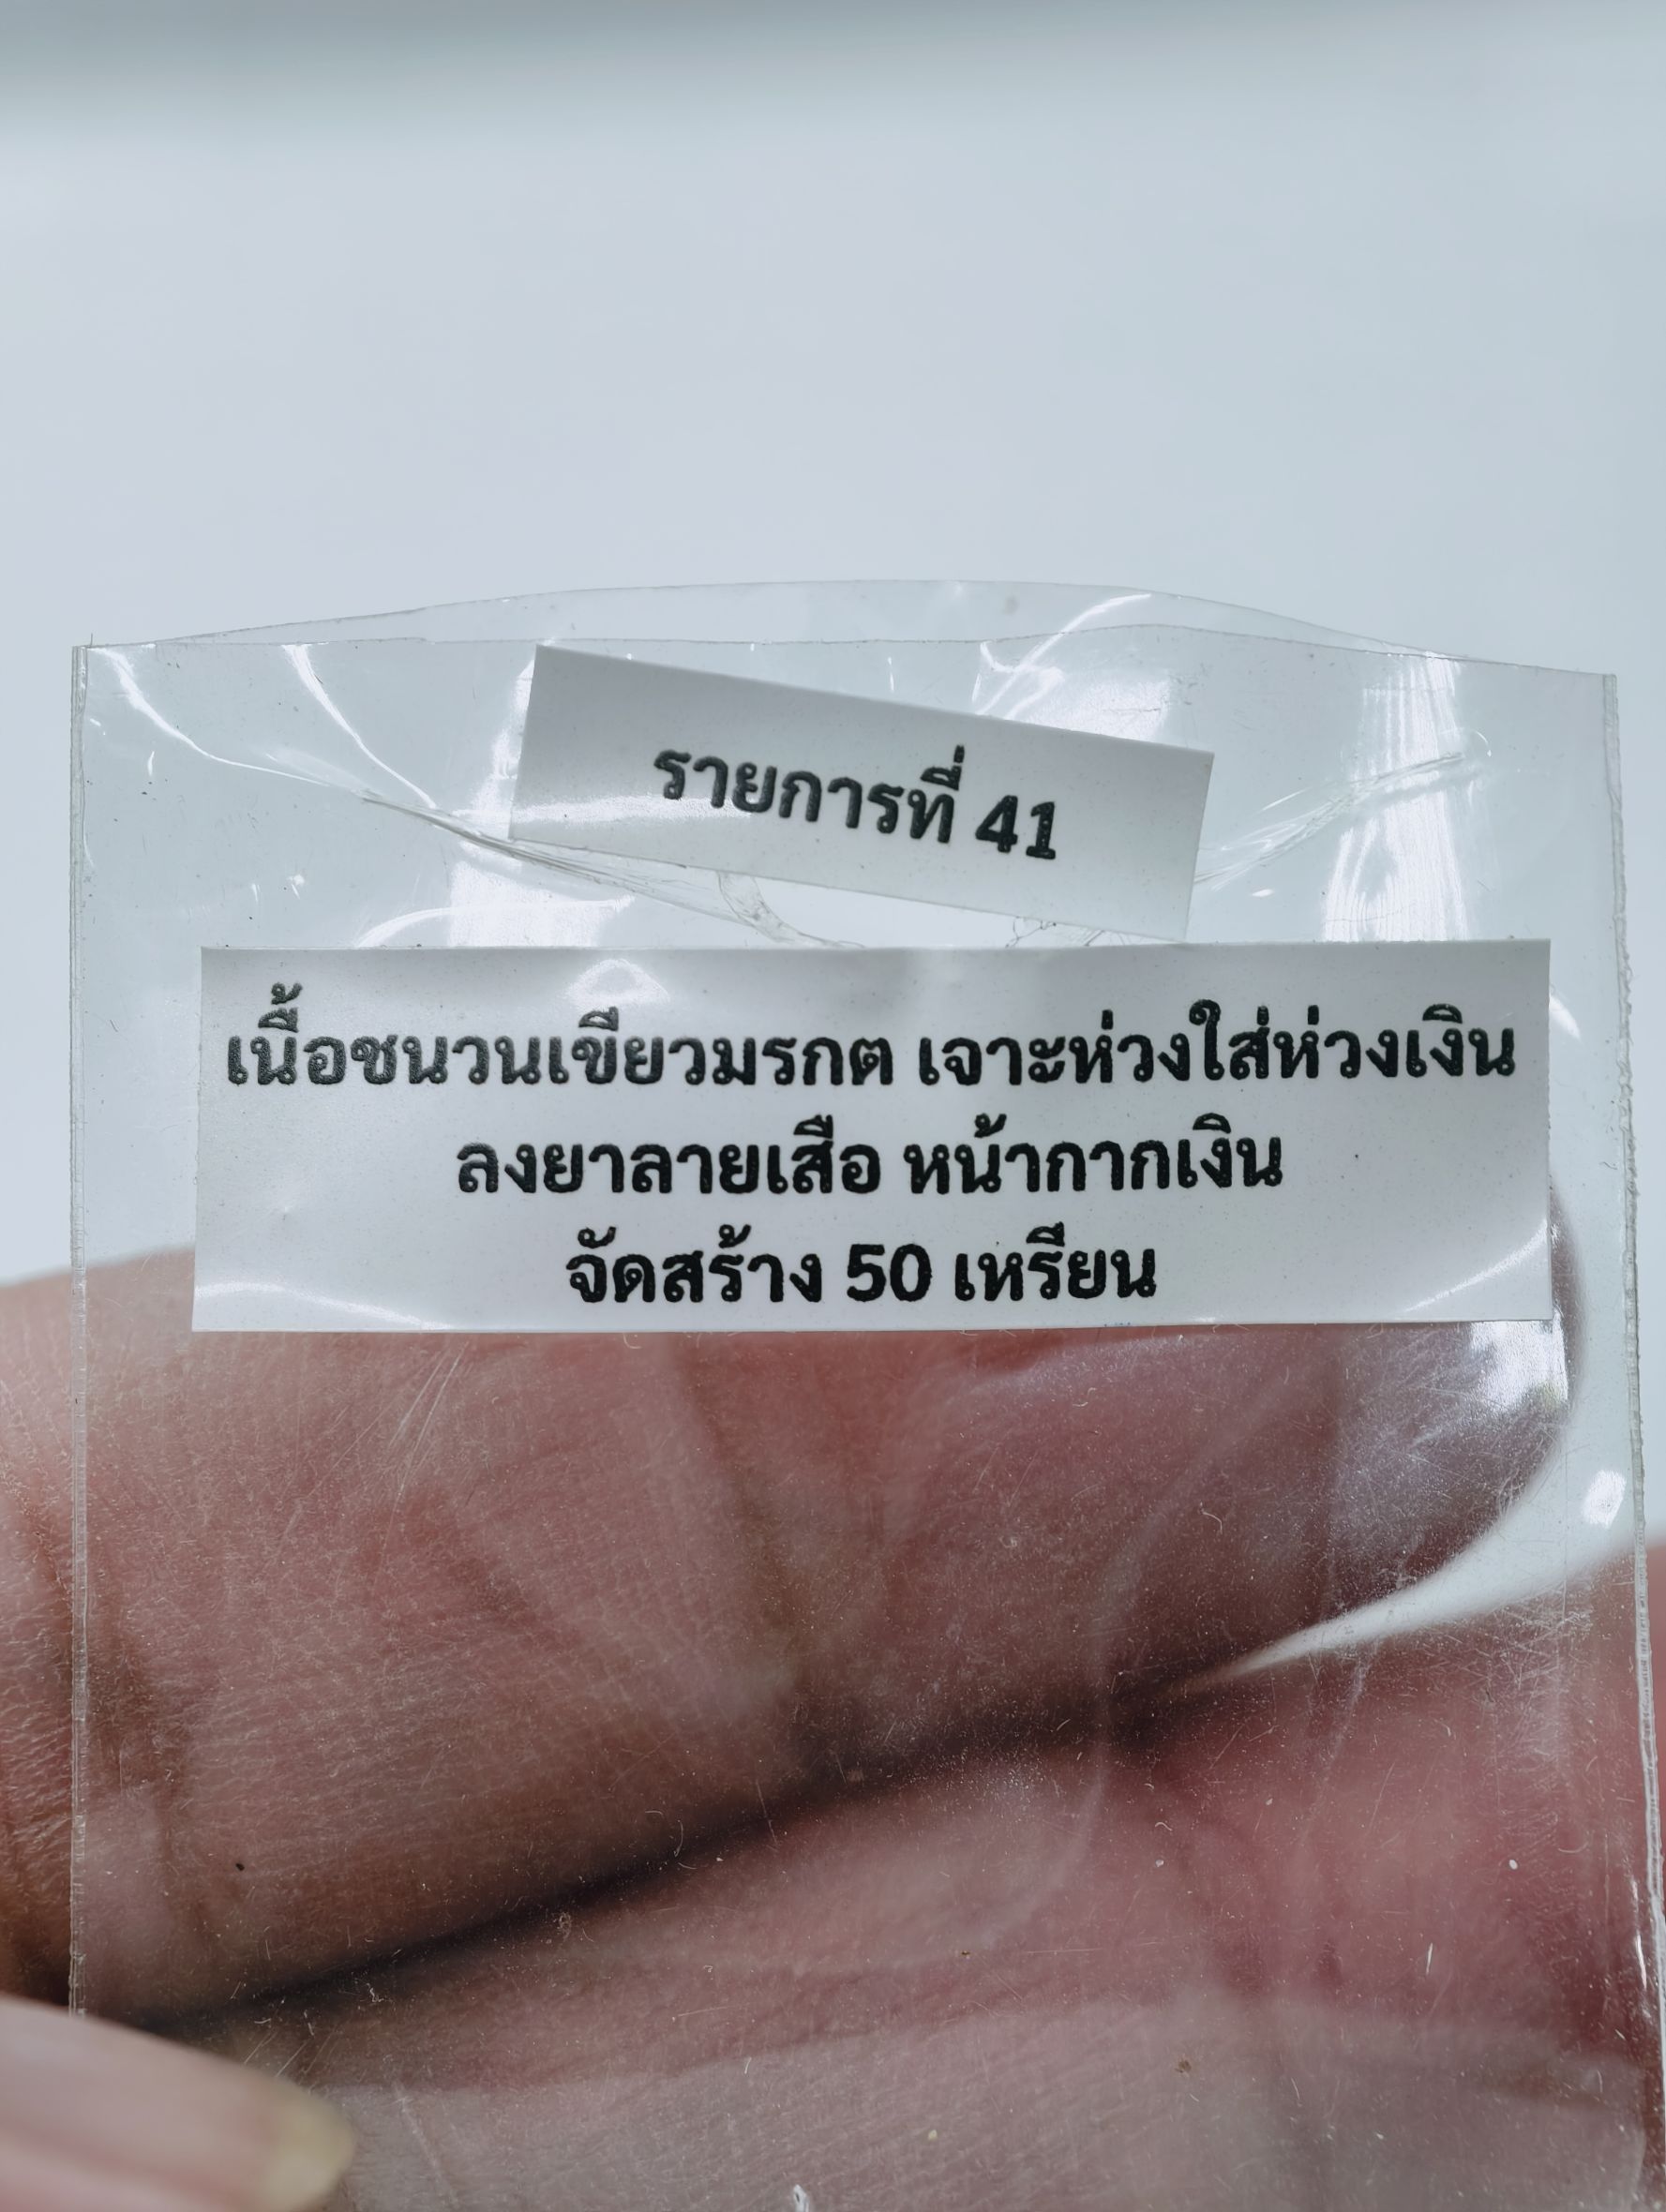 รายการที่ 41
เนื้อชนวนเขียวมรกต เจาะห่วงใส่ห่วงเงิน
ลงยาลายเสือ หน้ากากเงิน
จัดสร้าง 50 เหรียน